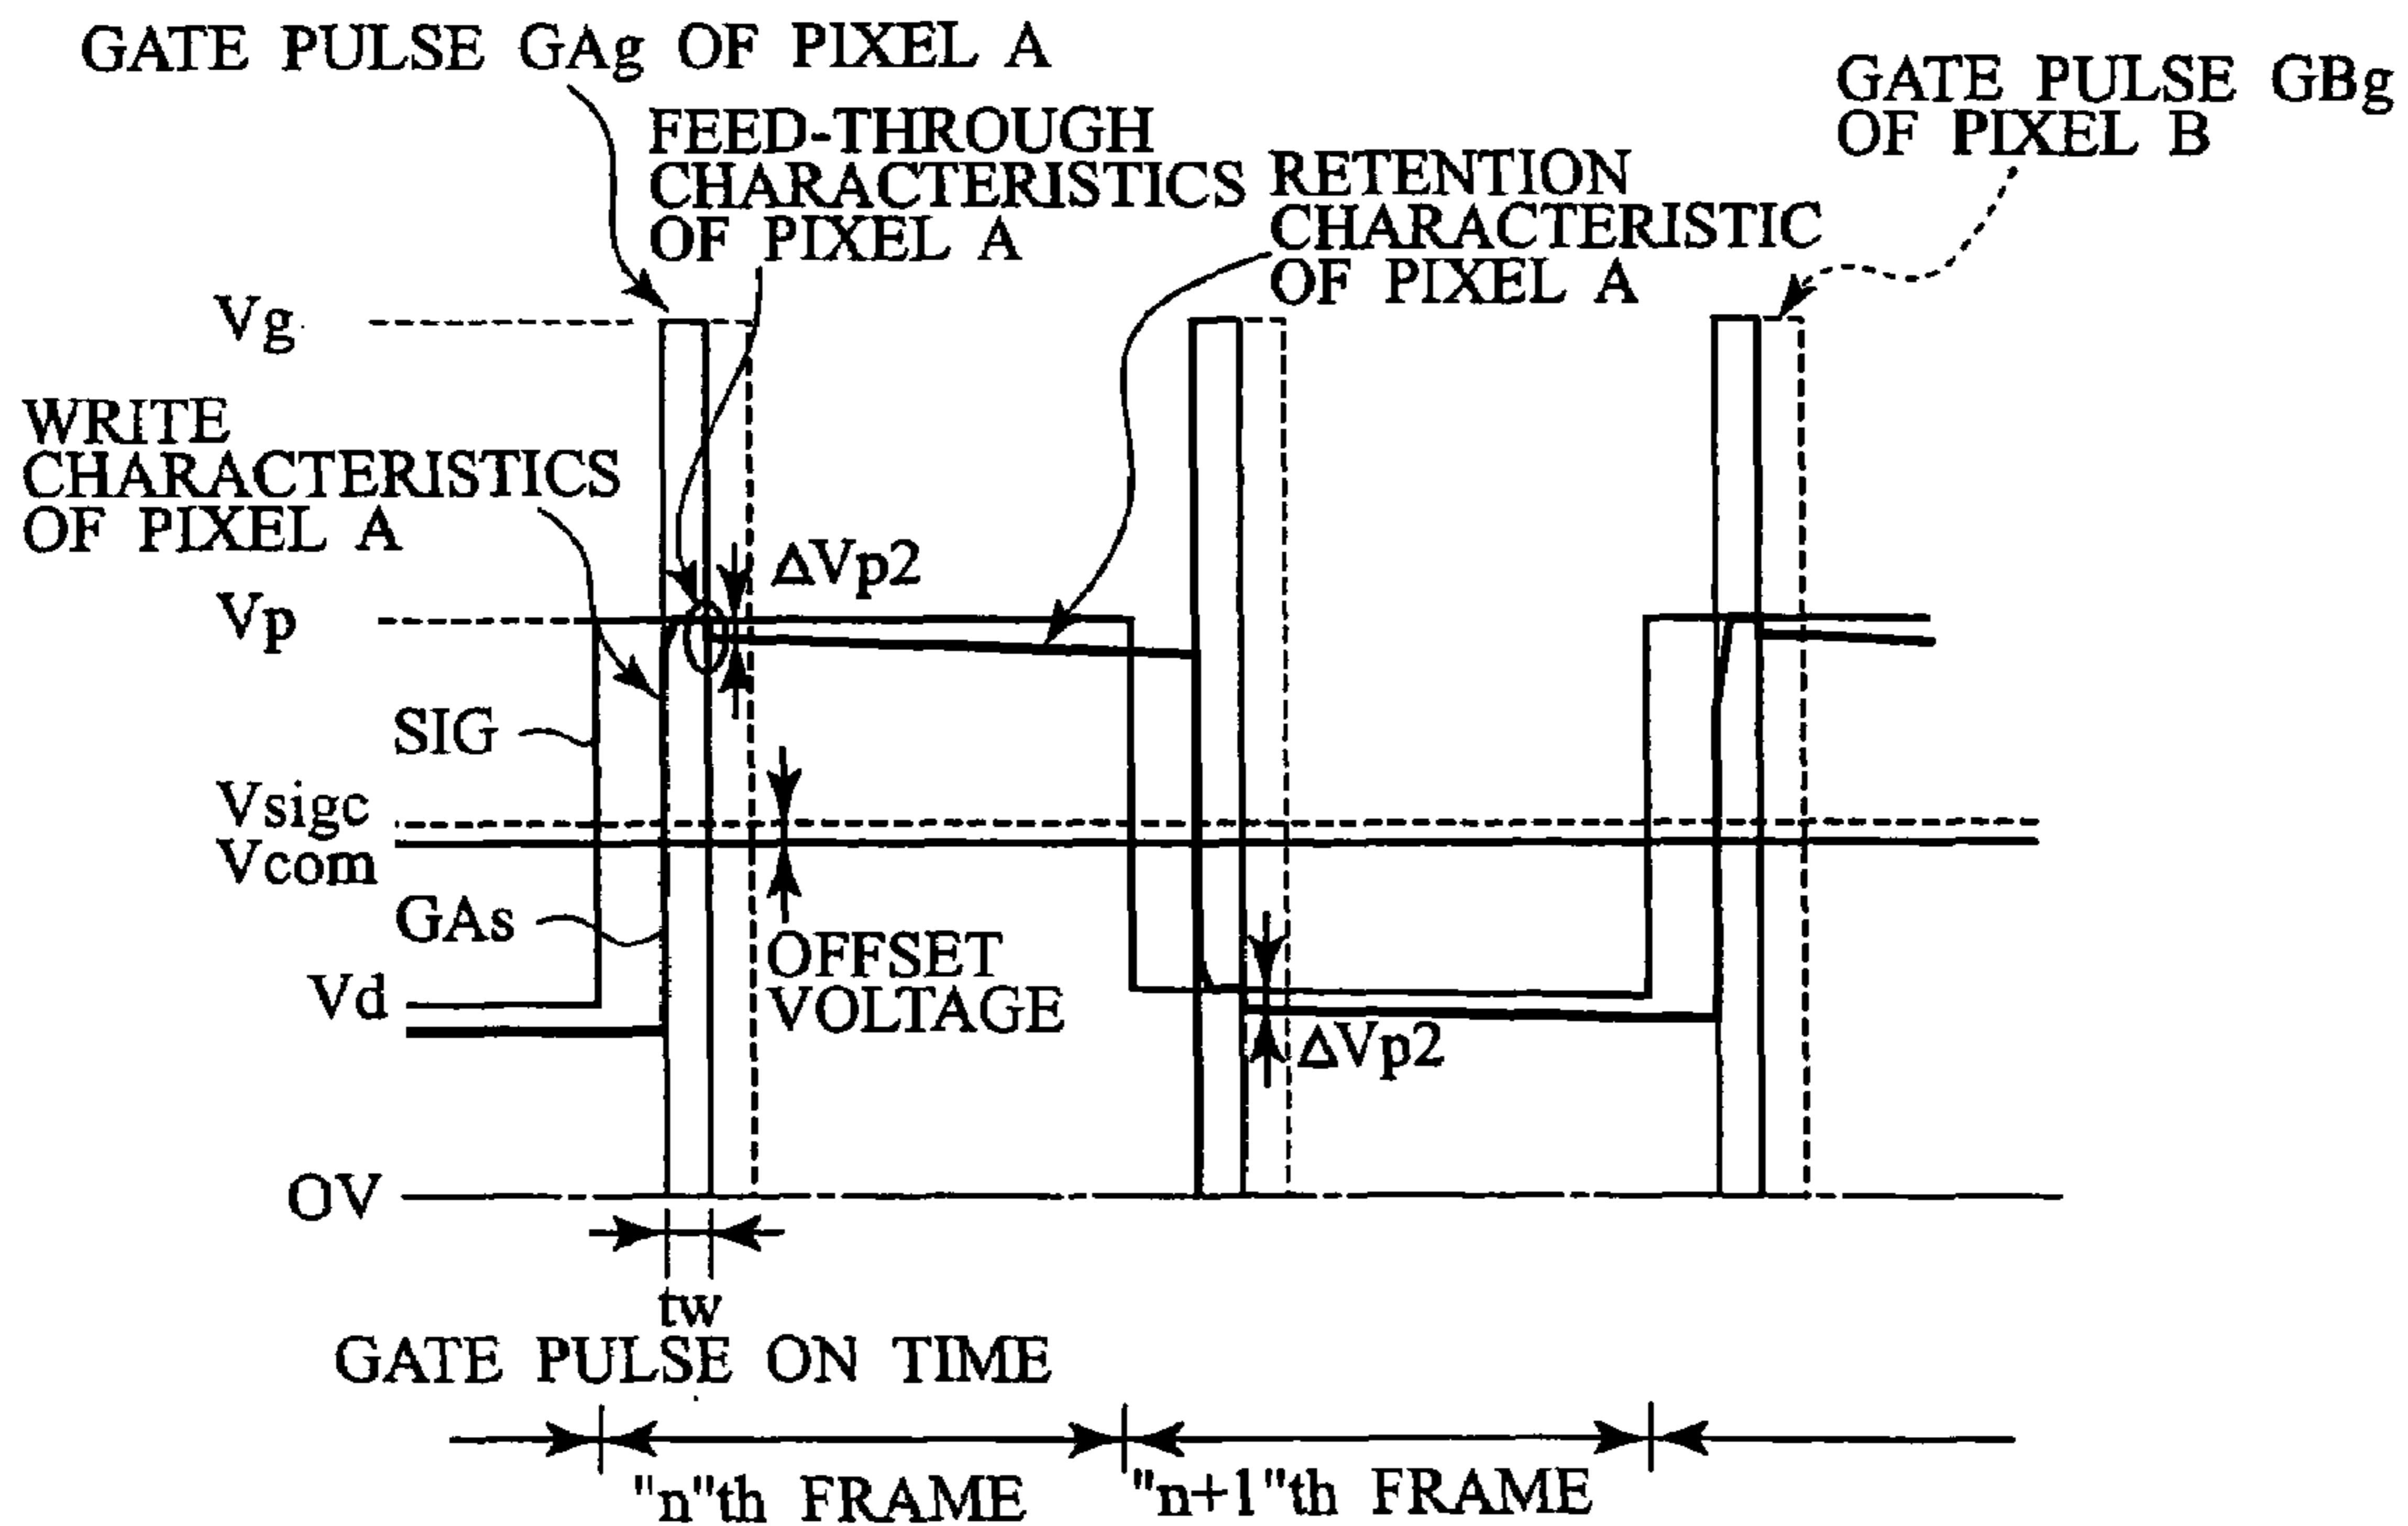 GATE PULSE GAg OF PIXEL A
FEED-THROUGH
CHARACTERISTICS
OF PIXEL A
RETENTION
CHARACTERISTIC
OF PIXEL A
GATE PULSE GBg
OF PIXEL B
Vg
WRITE
CHARACTERISTICS
OF PIXEL A
ΔVp2
Vp
SIG
Vsigc
Vcom
GAs
OFFSET
VOLTAGE
Vd
ΔVp2
OV
tw
GATE PULSE ON TIME
"n"th FRAME
"n+1"th FRAME